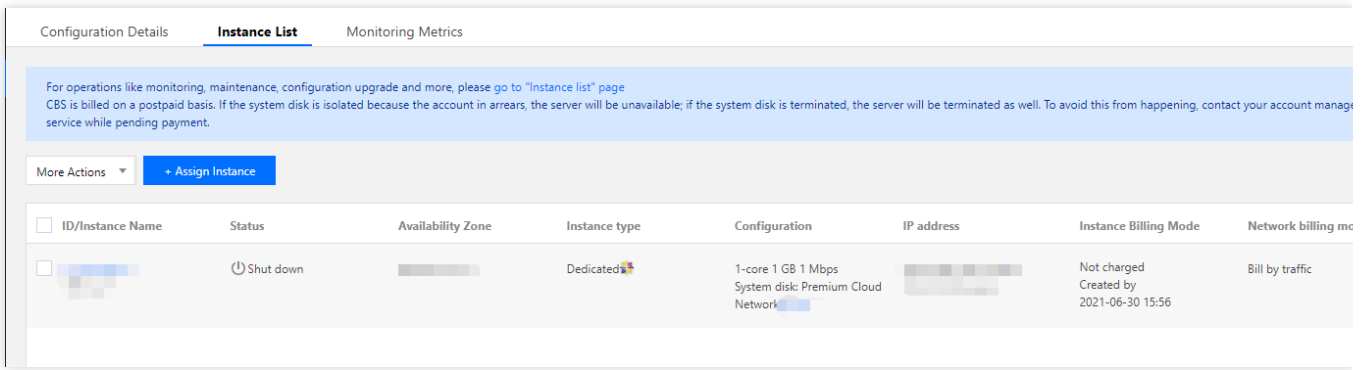 Configuration Details Instance List Monitoring Metrics
For operations like monitoring, maintenance, configuration upgrade and more, please go to "Instance list" page
CBS is billed on a postpaid basis. If the system disk is isolated because the account in arrears, the server will be unavailable; if the system disk is terminated, the server will be terminated as well. To avoid this from happening, contact your account manage
service while pending payment.
More Actions + Assign Instance
ID/Instance Name Status Availability Zone Instance type Configuration IP address Instance Billing Mode Network billing mo
Shut down Dedicated 1-core 1 GB 1 Mbps Not charged Bill by traffic
System disk: Premium Cloud Created by
Network 2021-06-30 15:56